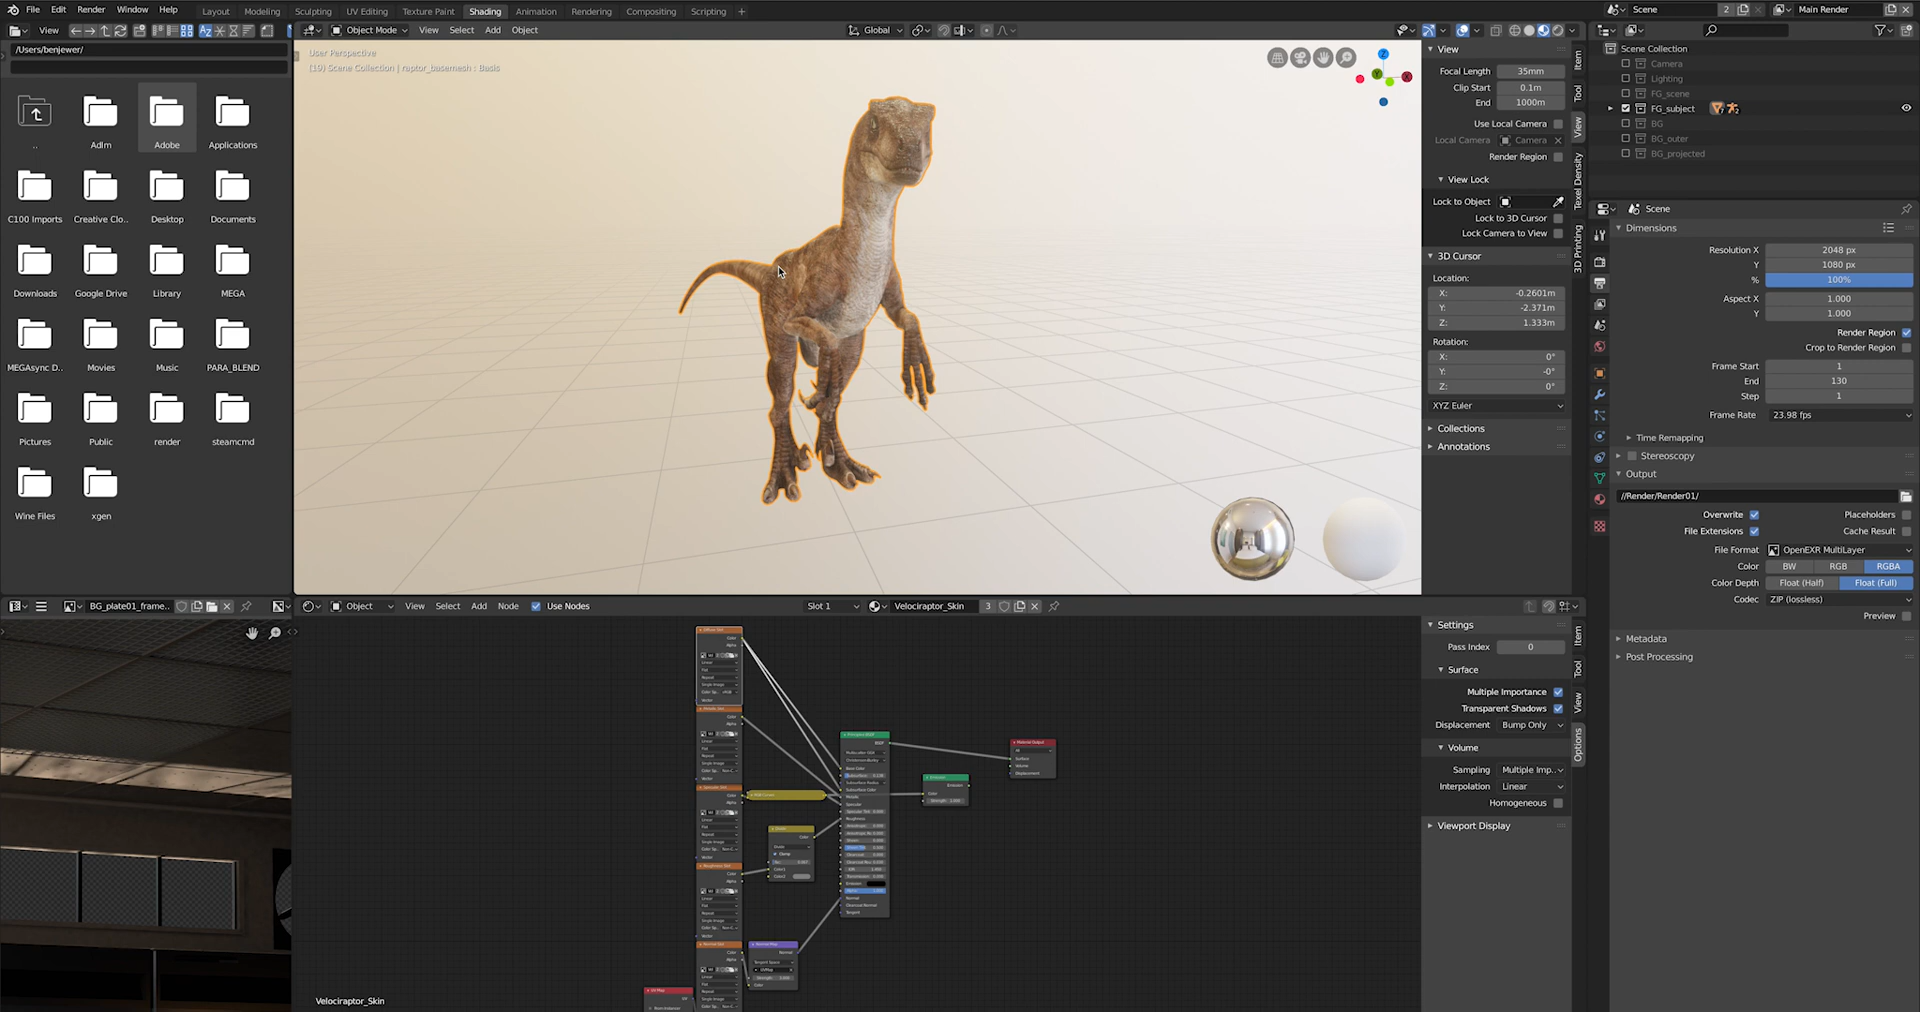 File Edit Render Window Help
Layout Modeling Sculpting UV Editing Texture Paint Shading Animation Rendering Compositing Scripting +
Scene 2
Main Render
View
Object Mode View Select Add Object
Global
/Users/benjewer/
.. Adlm Adobe Applications
C100 Imports Creative Clo.. Desktop Documents
Downloads Google Drive Library MEGA
MEGAsync D.. Movies Music PARA_BLEND
Pictures Public render steamcmd
Wine Files xgen
User Perspective
(19) Scene Collection | raptor_basemesh : Basis
View
Focal Length 35mm
Clip Start 0.1m
End 1000m
Use Local Camera
Local Camera Camera
Render Region
View Lock
Lock to Object
Lock to 3D Cursor
Lock Camera to View
3D Cursor
Location:
X: -0.2601m
Y: -2.371m
Z: 1.333m
Rotation:
X: 0°
Y: -0°
Z: 0°
XYZ Euler
Collections
Annotations
Item
Tool
View
Texel Density
3D Printing
Scene Collection
Camera
Lighting
FG_scene
FG_subject
BG
BG_outer
BG_projected
Scene
Dimensions
Resolution X 2048 px
Y 1080 px
% 100%
Aspect X 1.000
Y 1.000
Render Region
Crop to Render Region
Frame Start 1
End 130
Step 1
Frame Rate 23.98 fps
Time Remapping
Stereoscopy
Output
//Render/Render01/
Overwrite Placeholders
File Extensions Cache Result
File Format OpenEXR MultiLayer
Color BW RGB RGBA
Color Depth Float (Half) Float (Full)
Codec ZIP (lossless)
Preview
Metadata
Post Processing
BG_plate01_frame..
Object View Select Add Node Use Nodes
Slot 1
Velociraptor_Skin 3
Settings
Pass Index 0
Surface
Multiple Importance
Transparent Shadows
Displacement Bump Only
Volume
Sampling Multiple Imp..
Interpolation Linear
Homogeneous
Viewport Display
Item
Tool
View
Options
Velociraptor_Skin